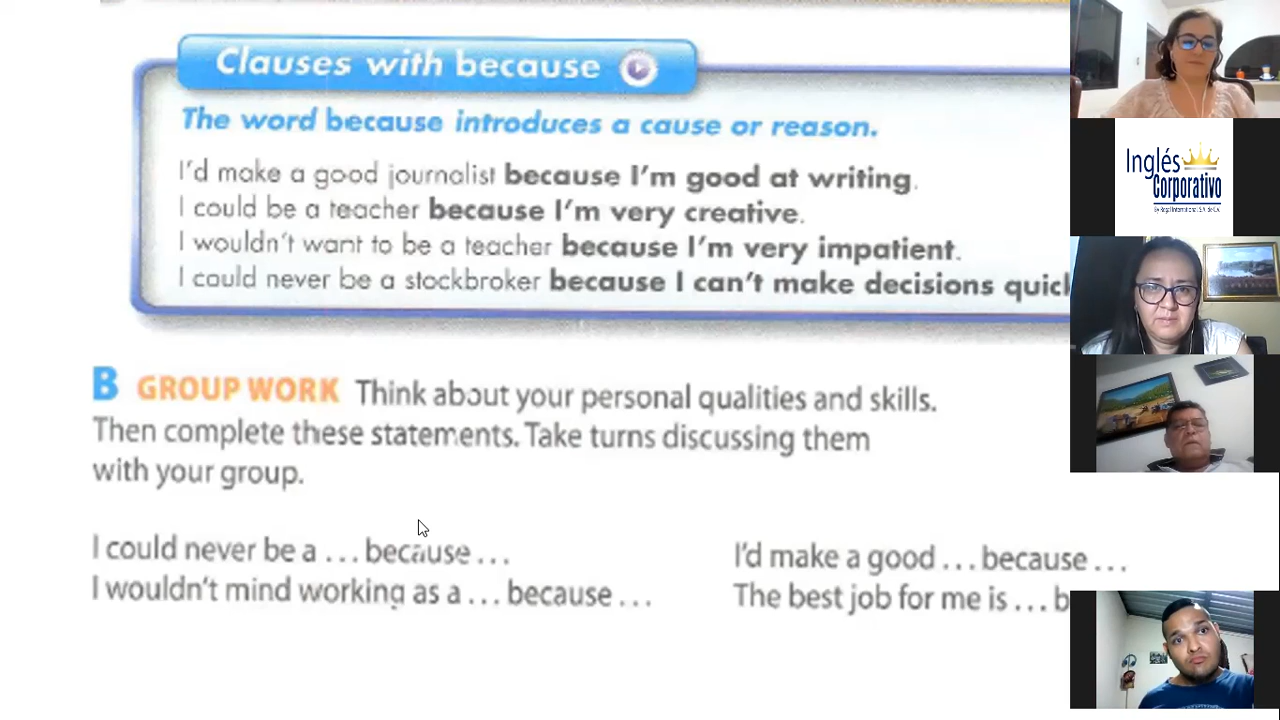 Clauses with because
The word because introduces a cause or reason.
I'd make a good journalist because I'm good at writing.
I could be a teacher because I'm very creative.
I wouldn't want to be a teacher because I'm very impatient.
I could never be a stockbroker because I can't make decisions quick
B GROUP WORK Think about your personal qualities and skills.
Then complete these statements. Take turns discussing them
with your group.
I could never be a ... because ...
I wouldn't mind working as a ... because ...
I'd make a good ... because ...
The best job for me is ... b
Inglés
Corporativo